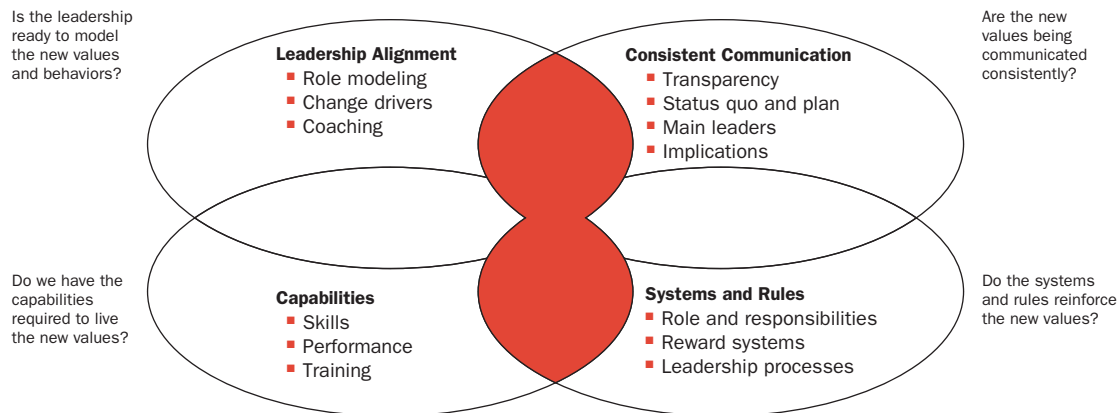 Is the leadership
ready to model
the new values
and behaviors?
Leadership Alignment
■ Role modeling
■ Change drivers
■ Coaching
Consistent Communication
■ Transparency
■ Status quo and plan
■ Main leaders
■ Implications
Are the new
values being
communicated
consistently?
Do we have the
capabilities
required to live
the new values?
Capabilities
■ Skills
■ Performance
■ Training
Systems and Rules
■ Role and responsibilities
■ Reward systems
■ Leadership processes
Do the systems
and rules reinforce
the new values?